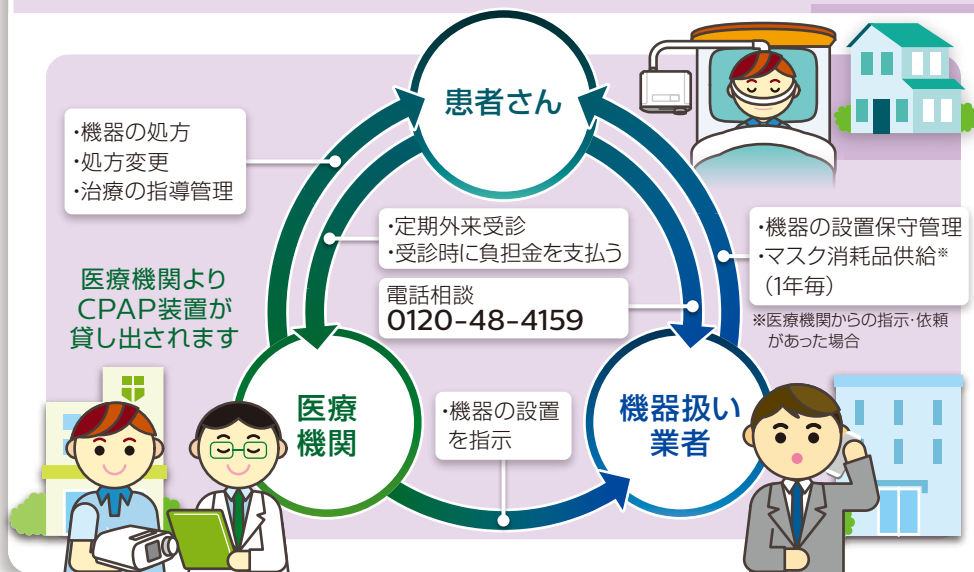 患者さん
・機器の処方
・処方変更
・治療の指導管理
・定期外来受診
・受診時に負担金を支払う
電話相談
0120-48-4159
・機器の設置保守管理
・マスク消耗品供給※
(1年毎)
※医療機関からの指示・依頼
があった場合
医療機関より
CPAP装置が
貸し出されます
医療
機関
・機器の設置
を指示
機器扱い
業者